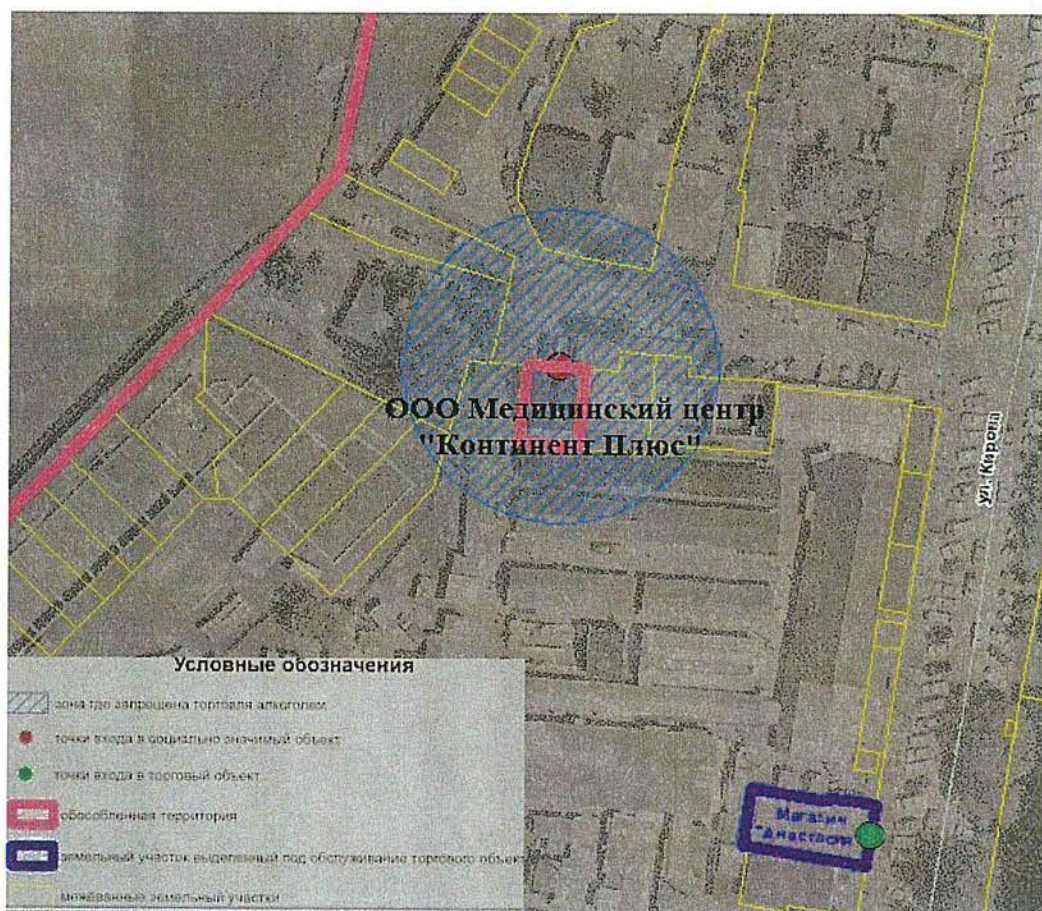 ООО Медицинский центр
"Континент Плюс"
ул. Кирова
Условные обозначения
зона где запрещена торговля алкоголем
точки входа в социально значимый объект
точки входа в торговый объект
обособленная территория
земельный участок выделенный под обслуживание торгового объекта
межёванные земельный участки
Магазин
"Анастасия